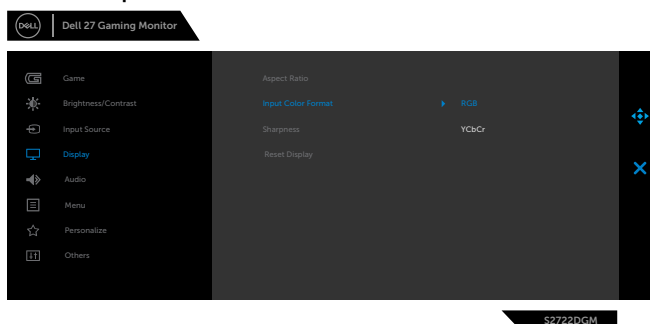 DELL
Dell 27 Gaming Monitor
Game
Aspect Ratio
Brightness/Contrast
Input Color Format
RGB
Input Source
Sharpness
YCbCr
Display
Reset Display
Audio
Menu
Personalize
Others
S2722DGM